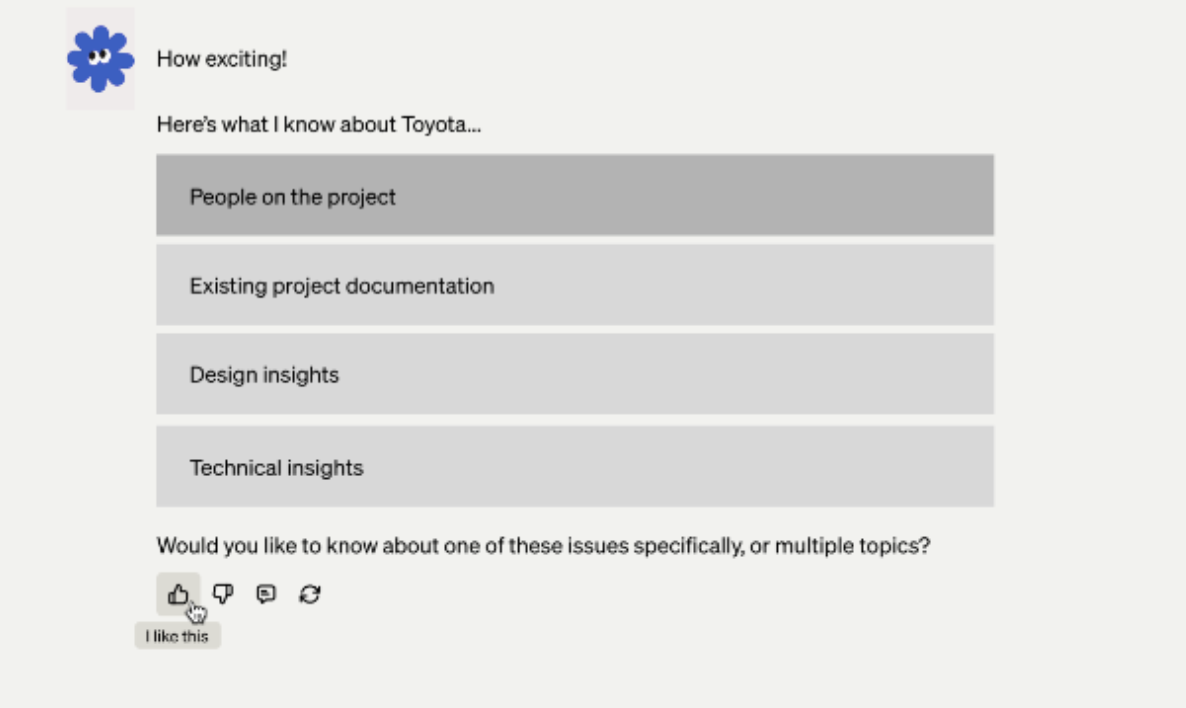 How exciting!
Here’s what I know about Toyota...
People on the project
Existing project documentation
Design insights
Technical insights
Would you like to know about one of these issues specifically, or multiple topics?
I like this